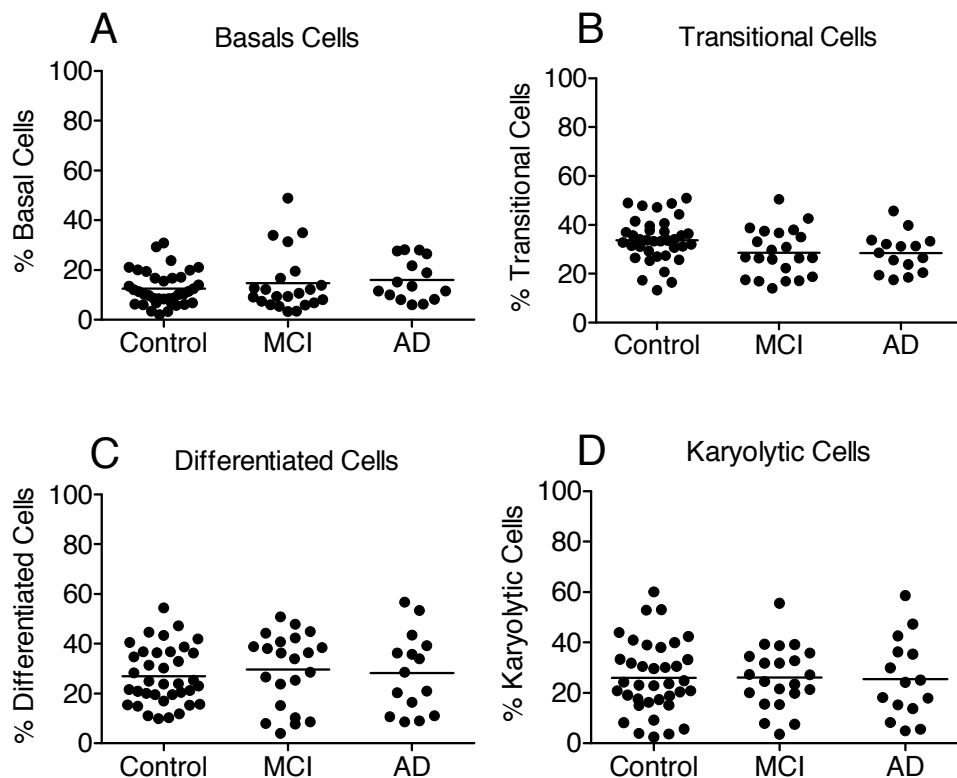 A
Basals Cells
% Basal Cells
100
80
60
40
20
0
Control MCI AD
B
Transitional Cells
% Transitional Cells
100
80
60
40
20
0
Control MCI AD
C
Differentiated Cells
% Differentiated Cells
100
80
60
40
20
0
Control MCI AD
D
Karyolytic Cells
% Karyolytic Cells
100
80
60
40
20
0
Control MCI AD